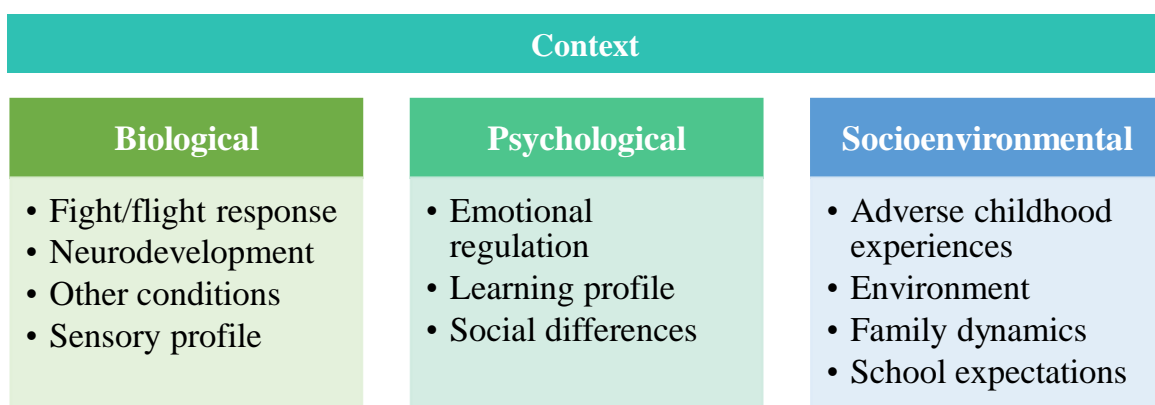 Context
Biological
• Fight/flight response
• Neurodevelopment
• Other conditions
• Sensory profile
Psychological
• Emotional
regulation
• Learning profile
• Social differences
Socioenvironmental
• Adverse childhood
experiences
• Environment
• Family dynamics
• School expectations